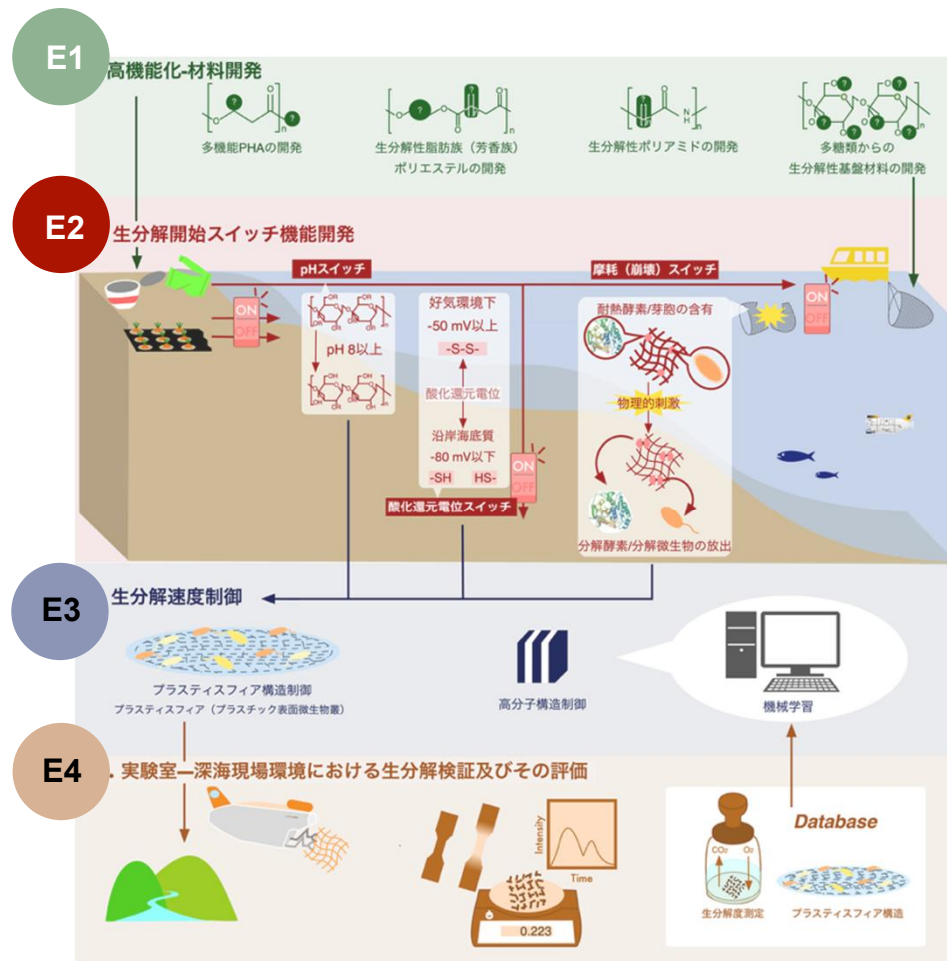 E1
高機能化-材料開発
多機能PHAの開発
生分解性脂肪族（芳香族）
ポリエステルの開発
生分解性ポリアミドの開発
多糖類からの
生分解性基盤材料の開発
E2
生分解開始スイッチ機能開発
pHスイッチ
摩耗（崩壊）スイッチ
ON
OFF
pH 8以上
好気環境下
-50 mV以上
-S-S-
酸化還元電位
沿岸海底質
-80 mV以下
-SH HS-
酸化還元電位スイッチ
ON
OFF
耐熱酵素/芽胞の含有
物理的刺激
分解酵素/分解微生物の放出
ON
OFF
E3
生分解速度制御
プラスティスフィア構造制御
プラスティスフィア（プラスチック表面微生物叢）
高分子構造制御
機械学習
E4
. 実験室—深海現場環境における生分解検証及びその評価
Intensity
Time
0.223
Database
CO₂ O₂
生分解度測定
プラスティスフィア構造